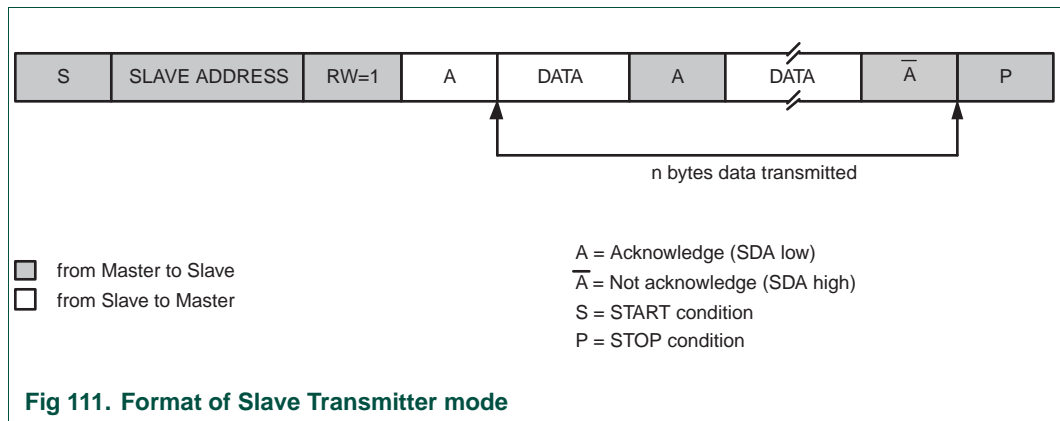 S SLAVE ADDRESS RW=1 A DATA A DATA A̅ P
n bytes data transmitted
from Master to Slave
from Slave to Master
A = Acknowledge (SDA low)
A̅ = Not acknowledge (SDA high)
S = START condition
P = STOP condition
Fig 111. Format of Slave Transmitter mode